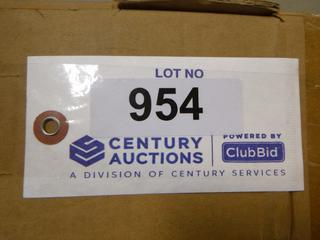 LOT NO
954
CENTURY AUCTIONS
POWERED BY
ClubBid
A DIVISION OF CENTURY SERVICES